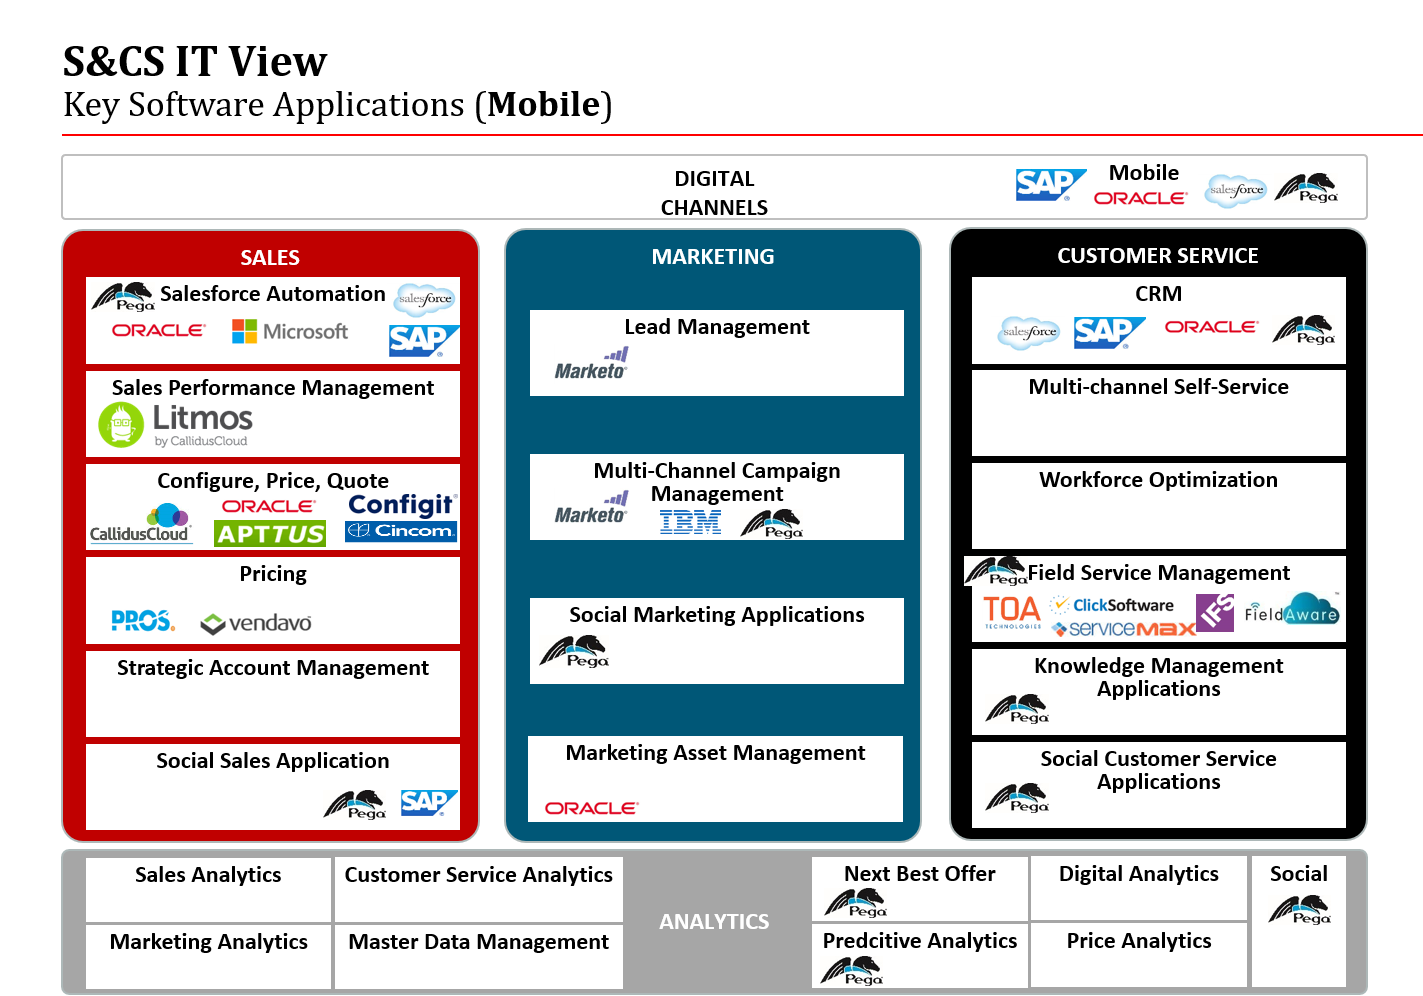 S&CS IT View
Key Software Applications (Mobile)
DIGITAL
CHANNELS
Mobile
SAP
ORACLE
salesforce
Pega
SALES
Pega
Salesforce Automation
salesforce
ORACLE
Microsoft
SAP
Sales Performance Management
Litmos
by CallidusCloud
Configure, Price, Quote
CallidusCloud
ORACLE
APTTUS
Configit
Cincom
Pricing
PROS.
vendavo
Strategic Account Management
Social Sales Application
Pega
SAP
MARKETING
Lead Management
Marketo
Multi-Channel Campaign
Management
Marketo
IBM
Pega
Social Marketing Applications
Pega
Marketing Asset Management
ORACLE
CUSTOMER SERVICE
CRM
salesforce
SAP
ORACLE
Pega
Multi-channel Self-Service
Workforce Optimization
Pega
Field Service Management
TOA
TECHNOLOGIES
ClickSoftware
serviceMAX
IFS
FieldAware
Knowledge Management
Applications
Pega
Social Customer Service
Applications
Pega
Sales Analytics
Customer Service Analytics
Marketing Analytics
Master Data Management
ANALYTICS
Next Best Offer
Pega
Digital Analytics
Social
Pega
Predcitive Analytics
Pega
Price Analytics